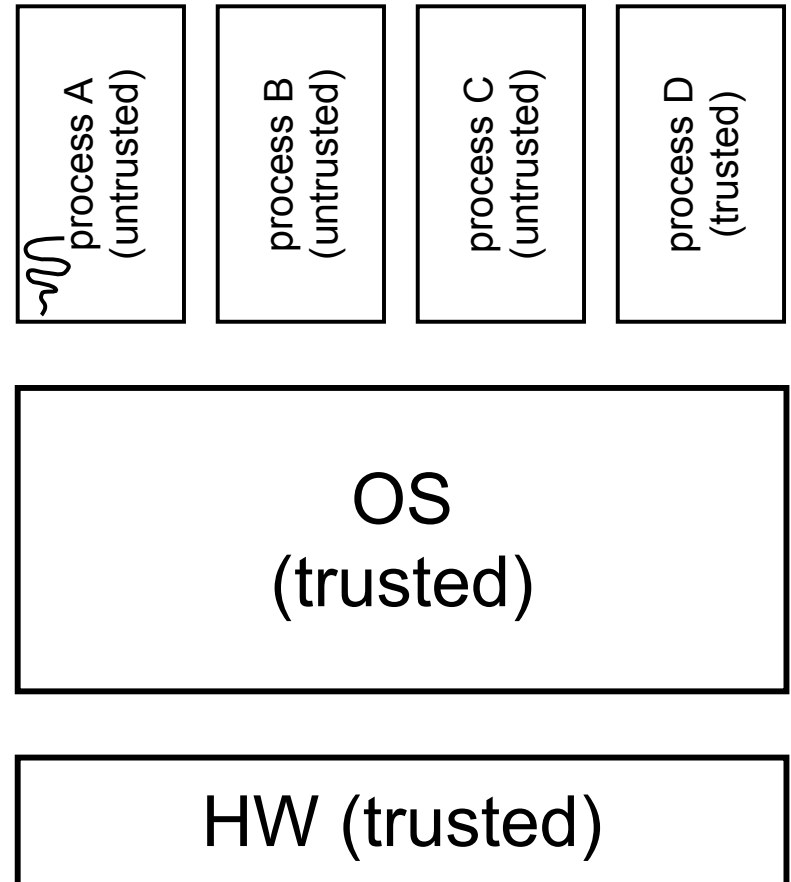 process A
(untrusted)
process B
(untrusted)
process C
(untrusted)
process D
(trusted)
OS
(trusted)
HW (trusted)